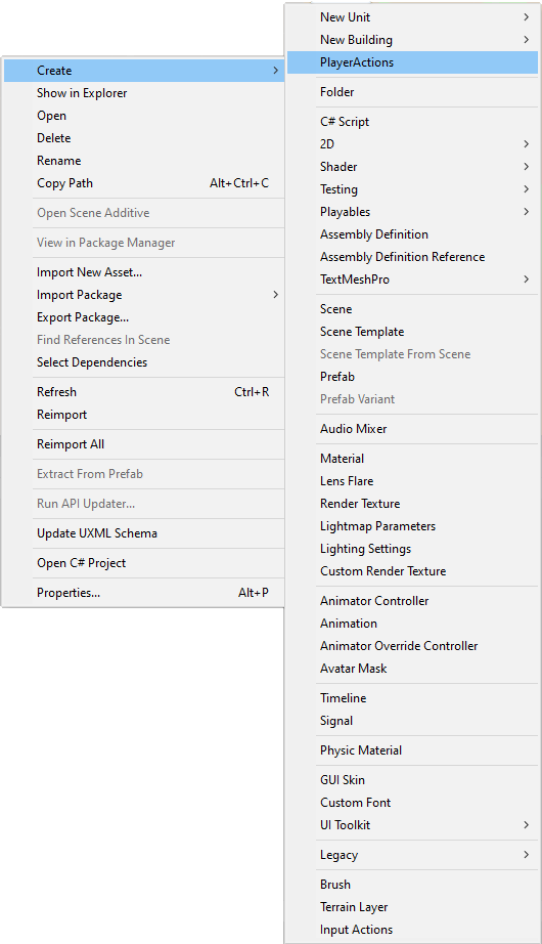 Create
Show in Explorer
Open
Delete
Rename
Copy Path Alt+Ctrl+C
Open Scene Additive
View in Package Manager
Import New Asset...
Import Package
Export Package...
Find References In Scene
Select Dependencies
Refresh Ctrl+R
Reimport
Reimport All
Extract From Prefab
Run API Updater...
Update UXML Schema
Open C# Project
Properties... Alt+P
New Unit
New Building
PlayerActions
Folder
C# Script
2D
Shader
Testing
Playables
Assembly Definition
Assembly Definition Reference
TextMeshPro
Scene
Scene Template
Scene Template From Scene
Prefab
Prefab Variant
Audio Mixer
Material
Lens Flare
Render Texture
Lightmap Parameters
Lighting Settings
Custom Render Texture
Animator Controller
Animation
Animator Override Controller
Avatar Mask
Timeline
Signal
Physic Material
GUI Skin
Custom Font
UI Toolkit
Legacy
Brush
Terrain Layer
Input Actions